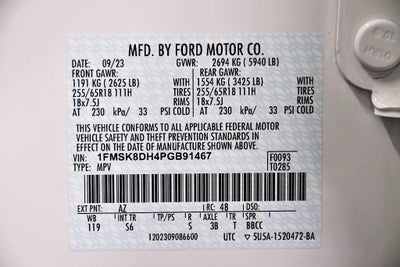 MFD. BY FORD MOTOR CO.
DATE: 09/23 GVWR: 2694 KG ( 5940 LB)
FRONT GAWR: REAR GAWR:
1191 KG ( 2625 LB) WITH 1554 KG ( 3425 LB) WITH
255/65R18 111H TIRES 255/65R18 111H TIRES
18x7.5J RIMS 18x7.5J RIMS
AT 230 kPa/ 33 PSI COLD AT 230 kPa/ 33 PSI COLD
THIS VEHICLE CONFORMS TO ALL APPLICABLE FEDERAL MOTOR
VEHICLE SAFETY AND THEFT PREVENTION STANDARDS IN
EFFECT ON THE DATE OF MANUFACTURE SHOWN ABOVE.
VIN: 1FMSK8DH4PGB91467 F0093
TYPE: MPV T0285
EXT PNT: AZ RC: 48 DSO:
WB INT TR TP/PS R AXLE TR SPR
119 S6 S 3B T BBCC
12023090B6600 UTC 5U5A-1520472-BA